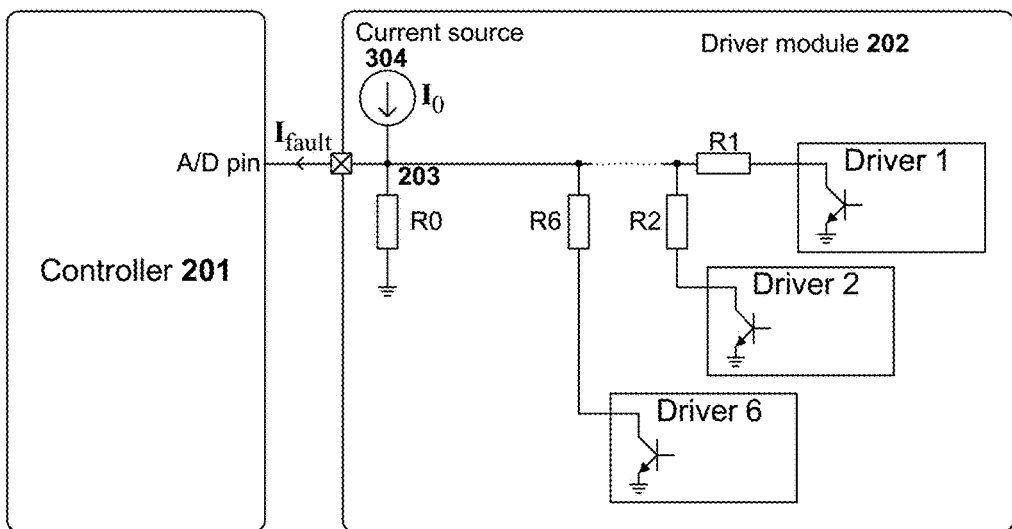 Current source
304
I0
Driver module 202
Ifault
A/D pin
203
R0
R6
R2
R1
Driver 1
Controller 201
Driver 2
Driver 6